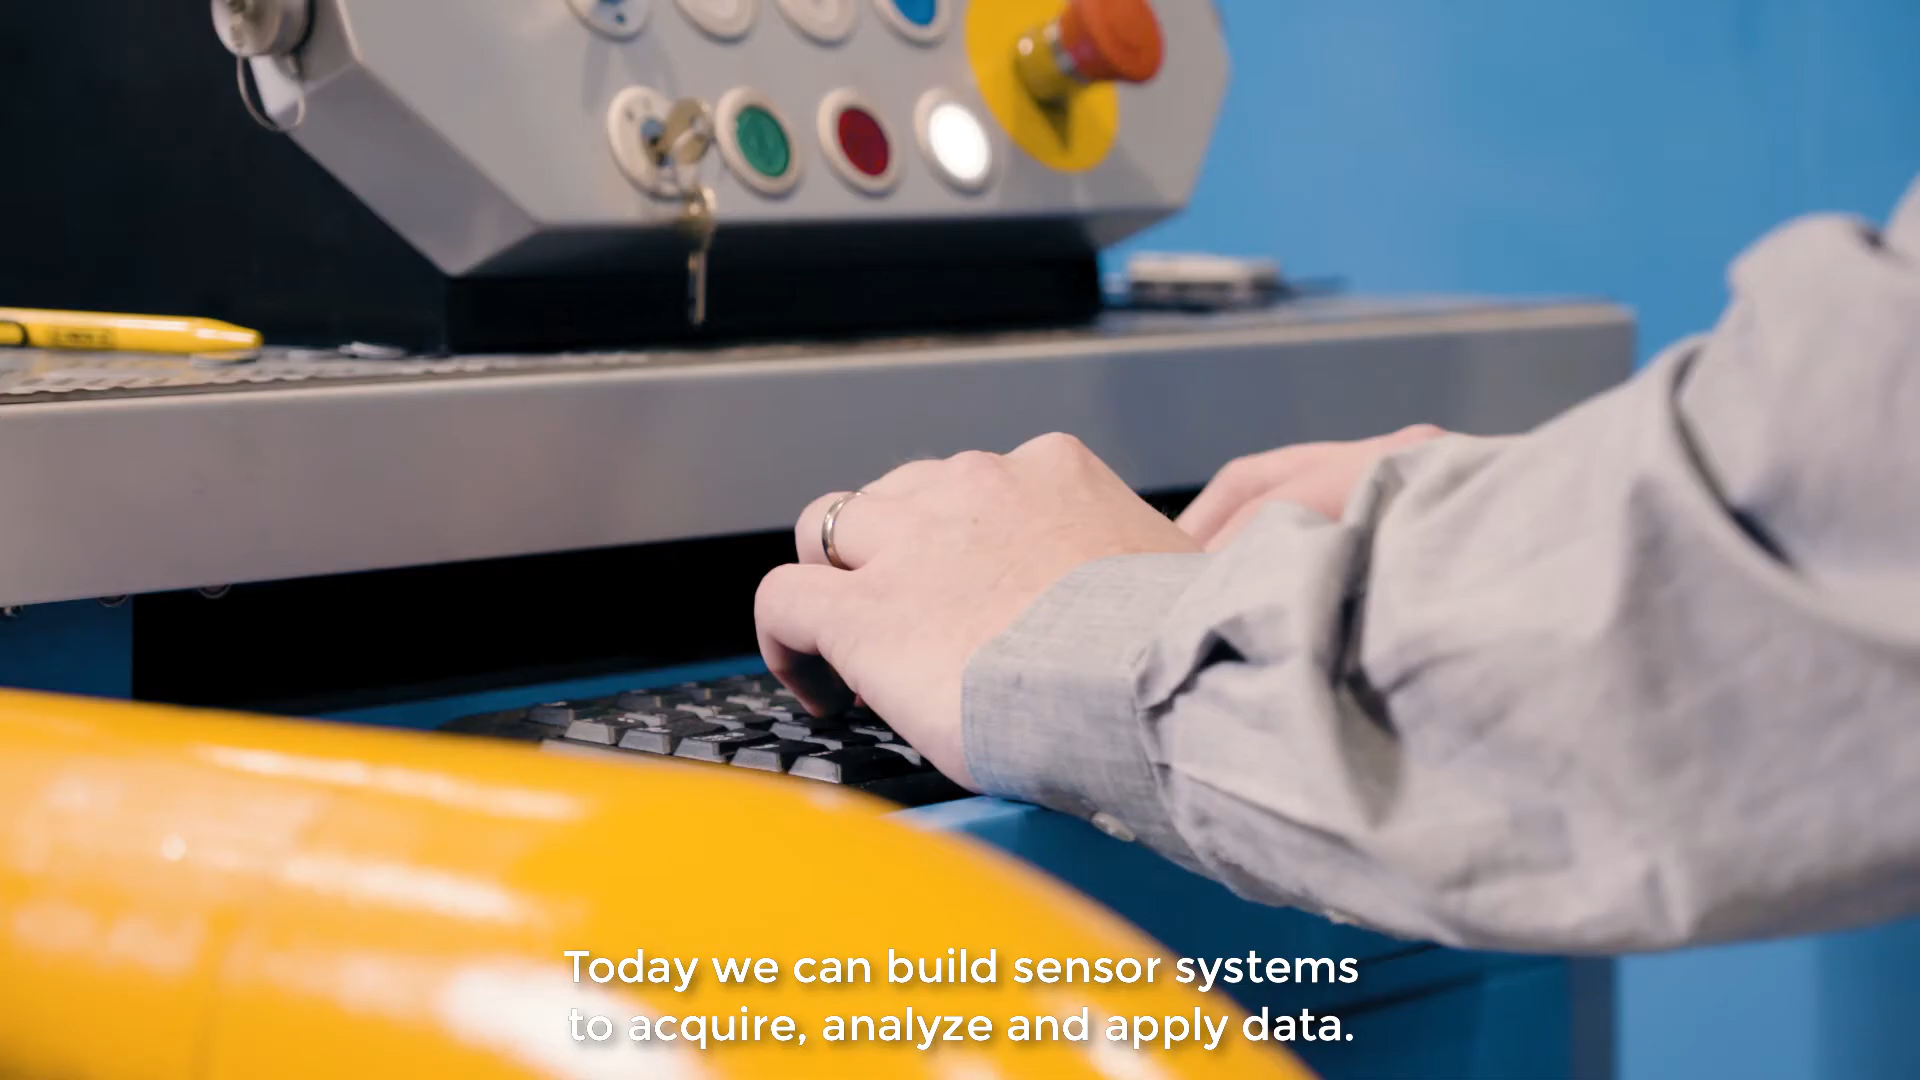 Today we can build sensor systems
to acquire, analyze and apply data.